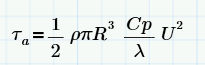 τₐ = 1/2 ρπR³ Cp/λ U²